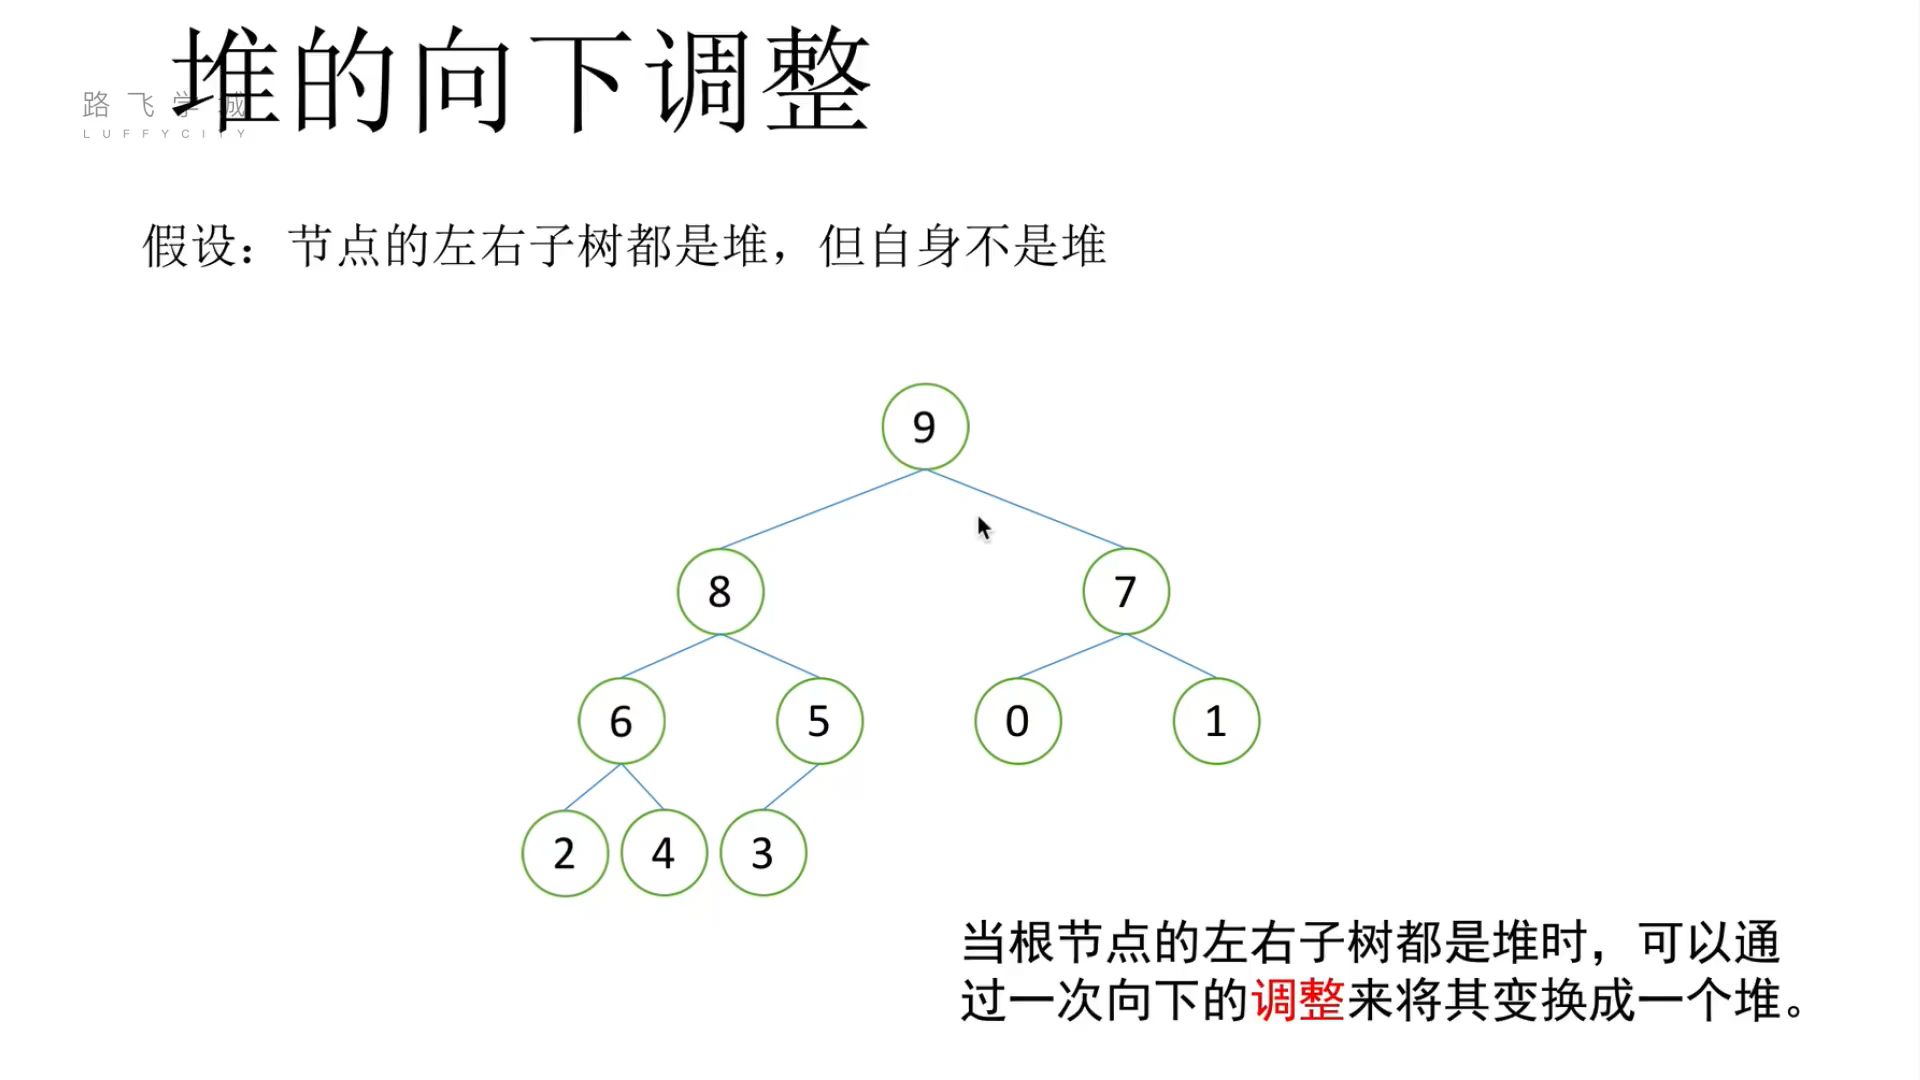 堆的向下调整
路飞学城
LUFFYCITY
假设：节点的左右子树都是堆，但自身不是堆
9
8 7
6 5 0 1
2 4 3
当根节点的左右子树都是堆时，可以通
过一次向下的调整来将其变换成一个堆。